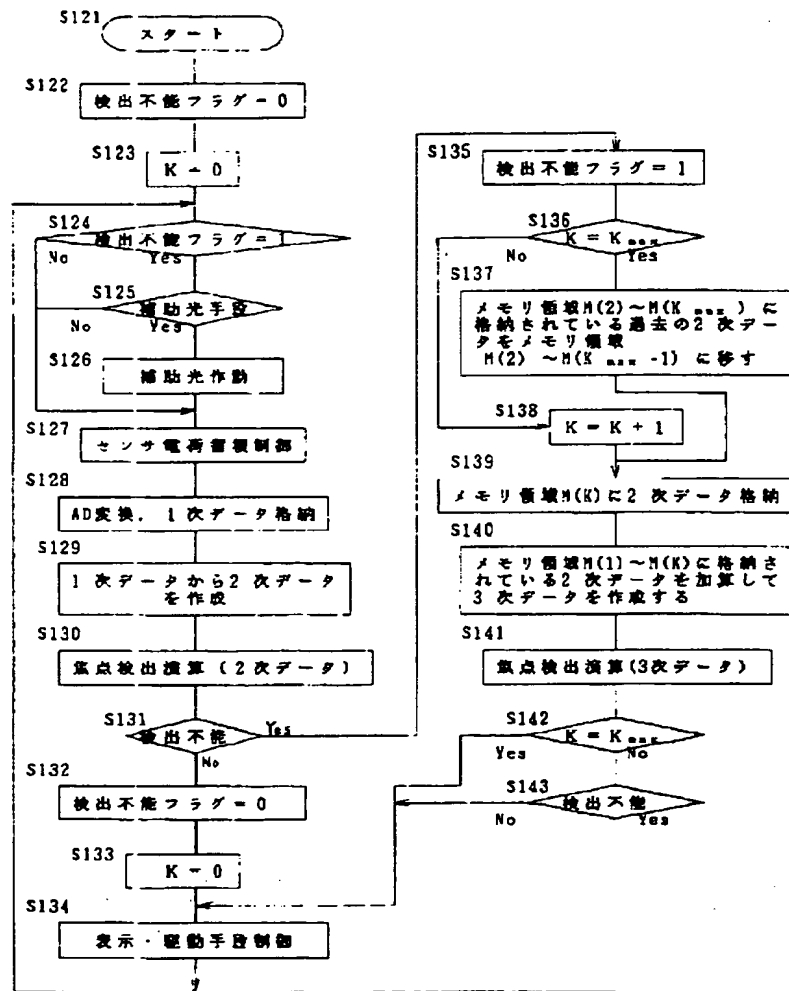 S121
スタート
S122
検出不能フラグ=0
S123
K=0
S124
検出不能フラグ=1
No
Yes
S125
補助光手段
No
Yes
S126
補助光作動
S127
センサ電荷蓄積制御
S128
AD変換, 1次データ格納
S129
1次データから2次データ
を作成
S130
焦点検出演算(2次データ)
S131
検出不能
Yes
No
S132
検出不能フラグ=0
S133
K=0
S134
表示・駆動手段制御
S135
検出不能フラグ=1
S136
K=Kmax
No
Yes
S137
メモリ領域M(2)~M(Kmax)に
格納されている過去の2次デー
タをメモリ領域
M(2)~M(Kmax-1)に移す
S138
K=K+1
S139
メモリ領域M(K)に2次データ格納
S140
メモリ領域M(1)~M(K)に格納さ
れている2次データを加算して
3次データを作成する
S141
焦点検出演算(3次データ)
S142
K=Kmax
Yes
No
S143
検出不能
No
Yes